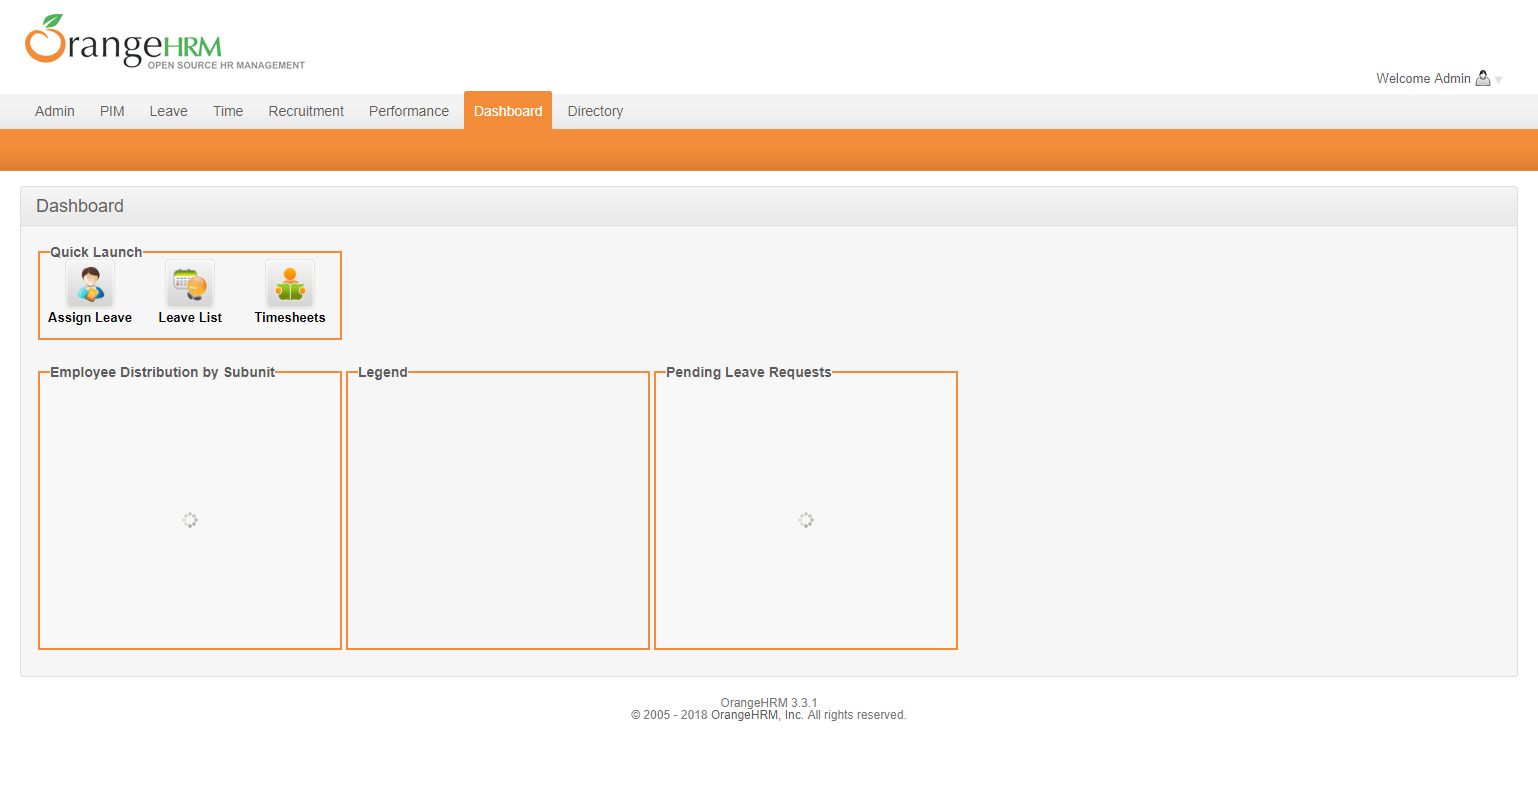 OrangeHRM
OPEN SOURCE HR MANAGEMENT
Welcome Admin
Admin PIM Leave Time Recruitment Performance Dashboard Directory
Dashboard
Quick Launch
Assign Leave Leave List Timesheets
Employee Distribution by Subunit Legend Pending Leave Requests
OrangeHRM 3.3.1
© 2005 - 2018 OrangeHRM, Inc. All rights reserved.